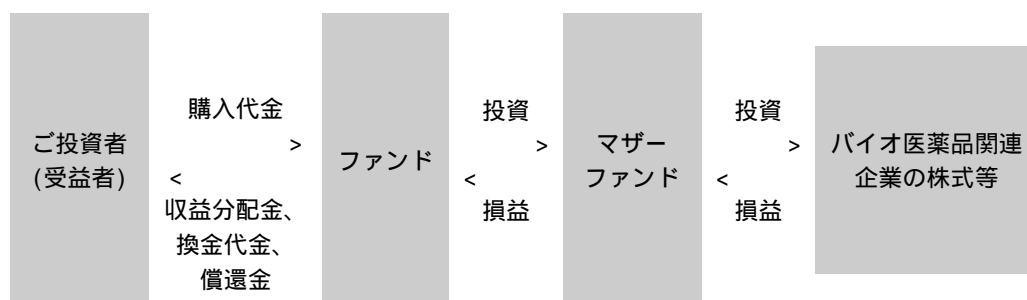 ご投資者
(受益者)
購入代金
>
<
収益分配金、
換金代金、
償還金
ファンド
投資
>
<
損益
マザー
ファンド
投資
>
<
損益
バイオ医薬品関連
企業の株式等